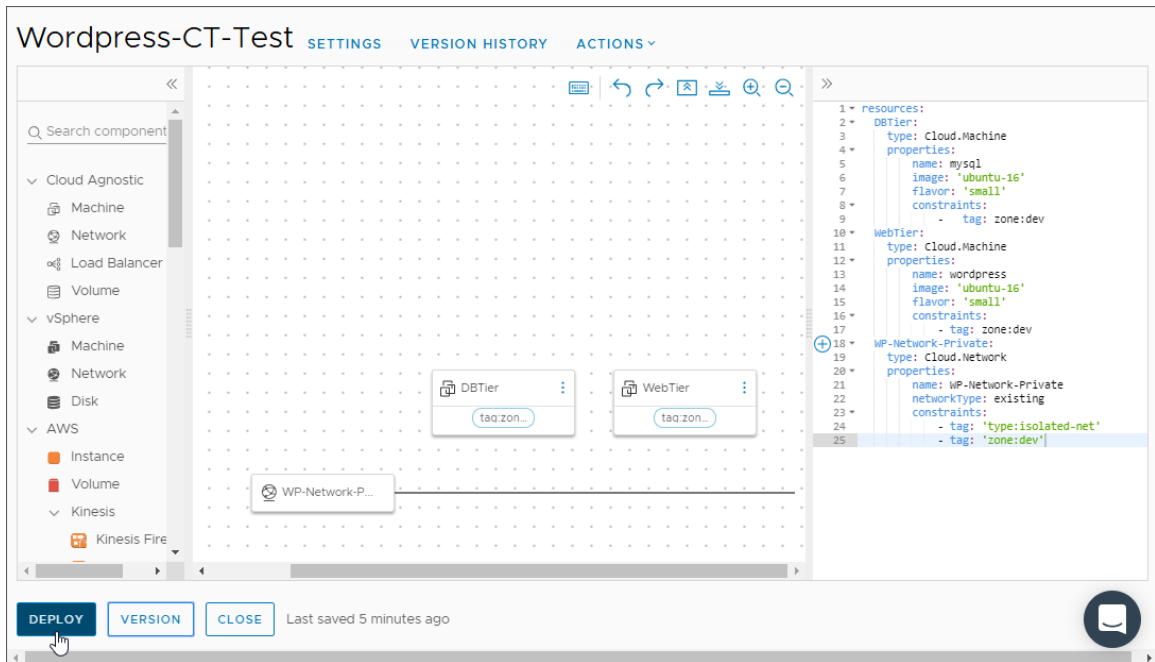 Wordpress-CT-Test SETTINGS VERSION HISTORY ACTIONS
Search component
Cloud Agnostic
Machine
Network
Load Balancer
Volume
vSphere
Machine
Network
Disk
AWS
Instance
Volume
Kinesis
Kinesis Fire
DBTier
tag:zon...
WebTier
tag:zon...
WP-Network-P...
1 resources:
2 DBTier:
3 type: Cloud.Machine
4 properties:
5 name: mysql
6 image: 'ubuntu-16'
7 flavor: 'small'
8 constraints:
9 - tag: zone:dev
10 WebTier:
11 type: Cloud.Machine
12 properties:
13 name: wordpress
14 image: 'ubuntu-16'
15 flavor: 'small'
16 constraints:
17 - tag: zone:dev
18 WP-Network-Private:
19 type: Cloud.Network
20 properties:
21 name: WP-Network-Private
22 networkType: existing
23 constraints:
24 - tag: 'type:isolated-net'
25 - tag: 'zone:dev'
DEPLOY VERSION CLOSE Last saved 5 minutes ago